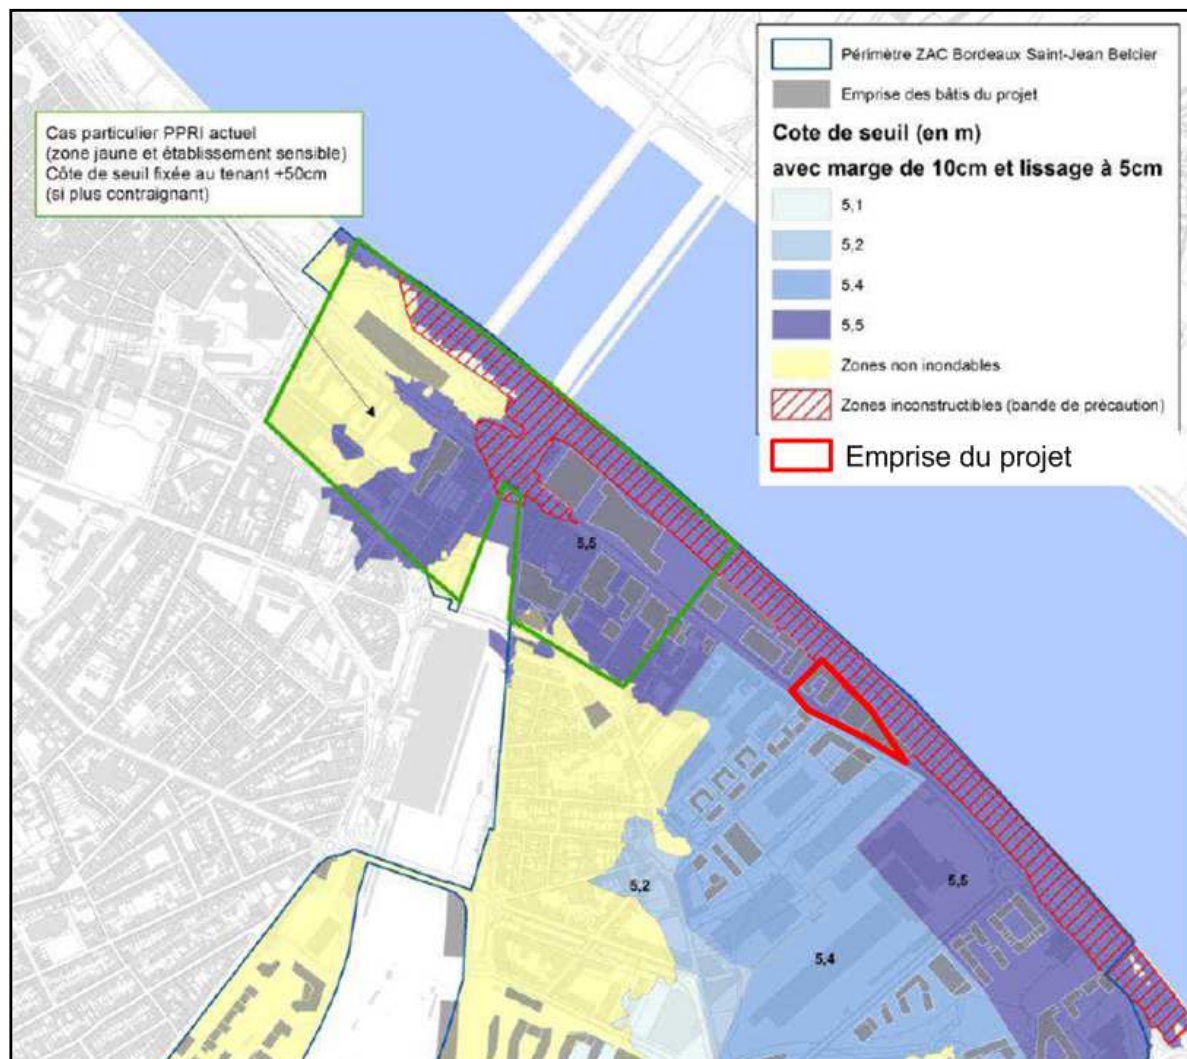 Cas particulier PPRI actuel
(zone jaune et établissement sensible)
Côte de seuil fixée au tenant +50cm
(si plus contraignant)
Périmètre ZAC Bordeaux Saint-Jean Belcier
Emprise des bâtis du projet
Cote de seuil (en m)
avec marge de 10cm et lissage à 5cm
5,1
5,2
5,4
5,5
Zones non inondables
Zones inconstructibles (bande de précaution)
Emprise du projet
5,5
5,2
5,5
5,4